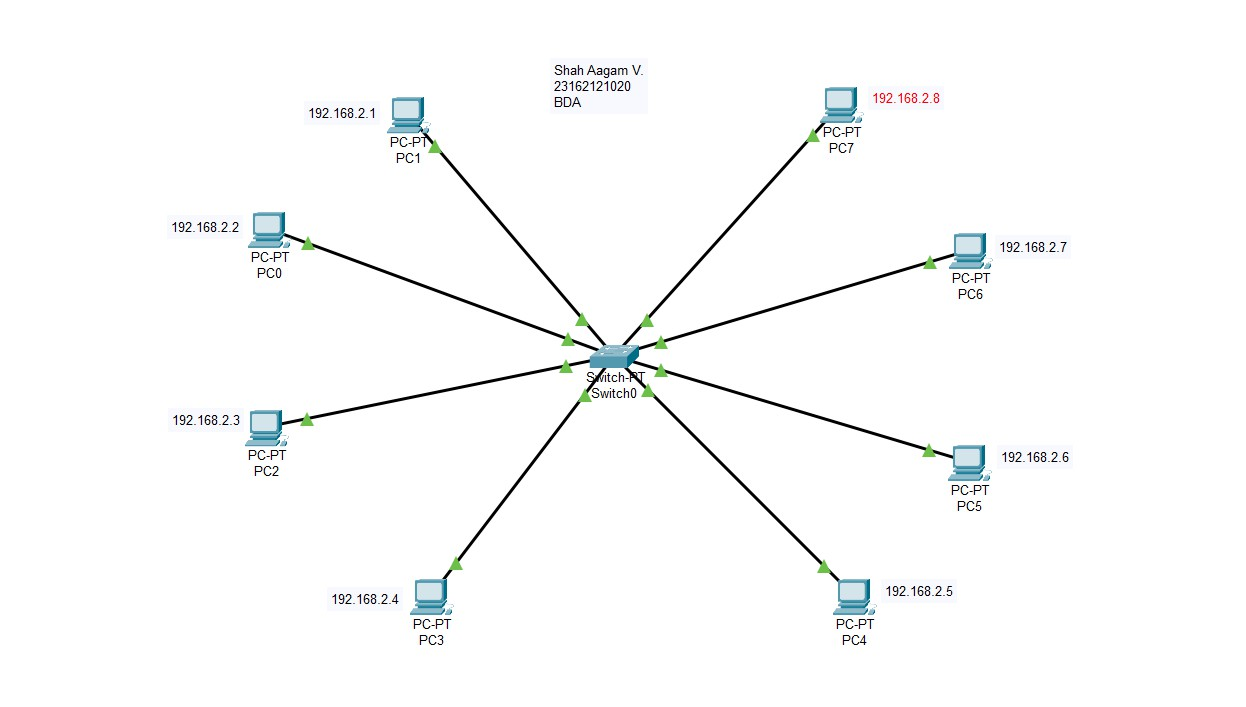 Shah Aagam V.
23162121020
BDA
192.168.2.1
PC-PT
PC1
192.168.2.8
PC-PT
PC7
192.168.2.2
PC-PT
PC0
192.168.2.7
PC-PT
PC6
Switch-PT
Switch0
192.168.2.3
PC-PT
PC2
192.168.2.6
PC-PT
PC5
192.168.2.4
PC-PT
PC3
192.168.2.5
PC-PT
PC4